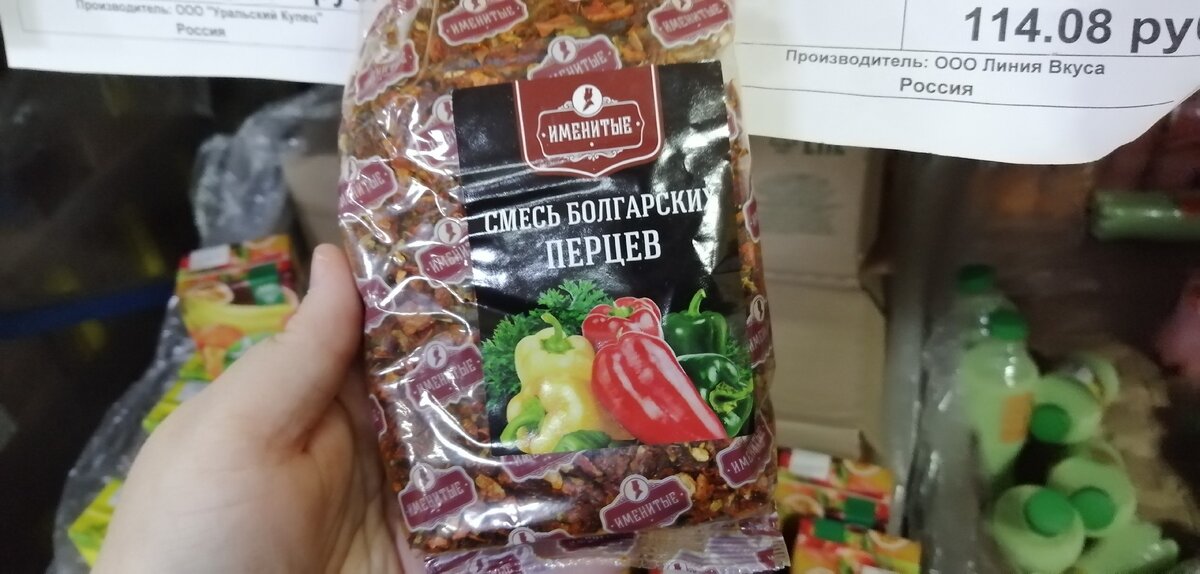 Производитель: ООО "Уральский Купец"
Россия
114.08 ру
Производитель: ООО Линия Вкуса
Россия
ИМЕНИТЫЕ
СМЕСЬ БОЛГАРСКИХ
ПЕРЦЕВ
ИМЕНИТЫЕ
ИМЕНИТЫЕ
ИМЕНИТЫЕ
ИМЕНИТЫЕ
ИМЕНИТЫЕ
ИМЕНИТЫЕ